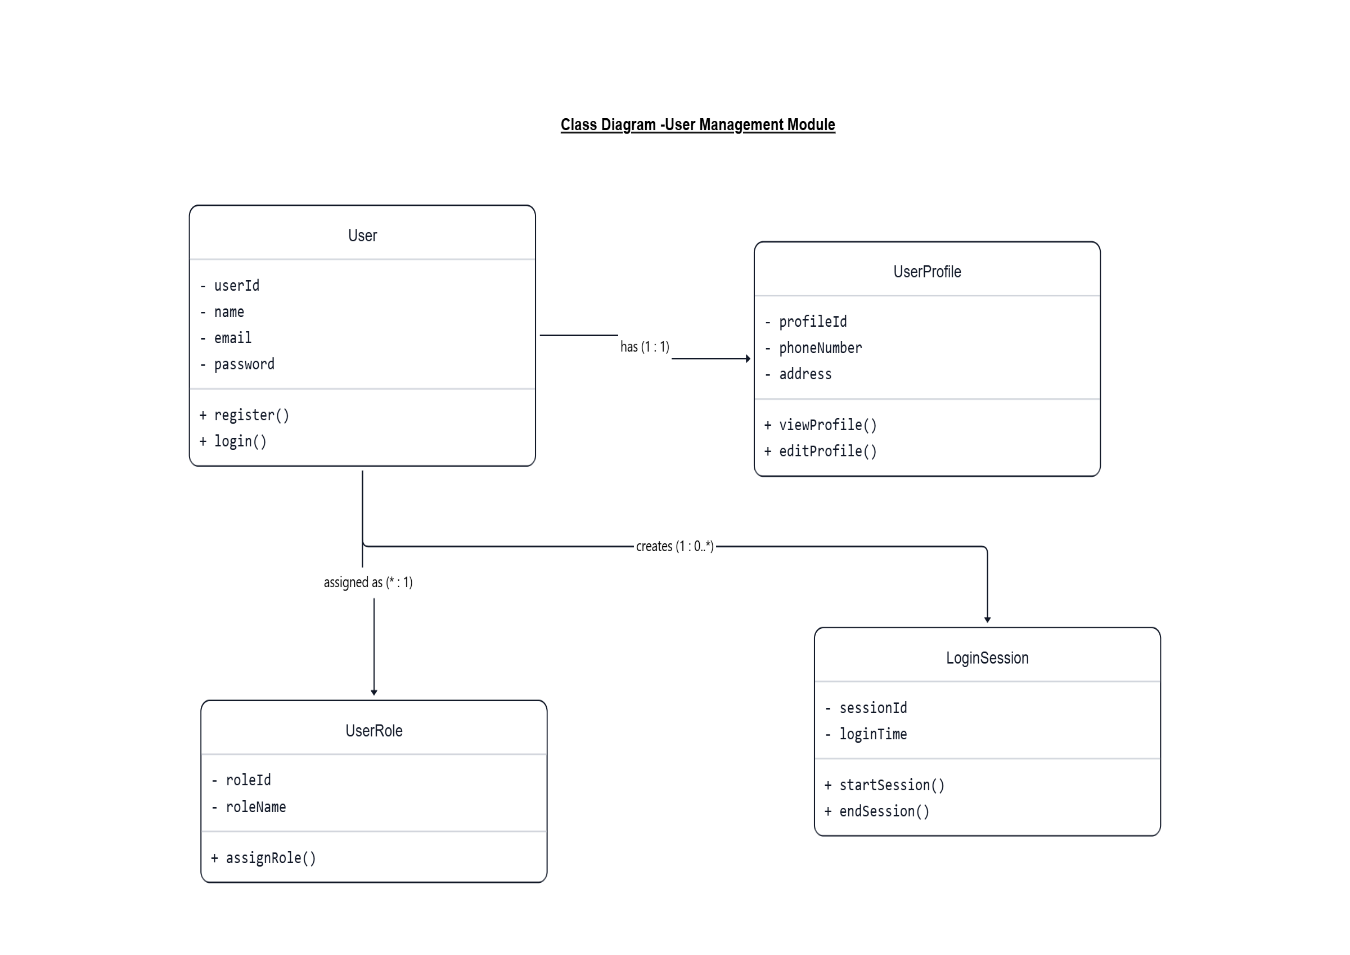 Class Diagram -User Management Module
User
- userId
- name
- email
- password
+ register()
+ login()
has (1 : 1)
UserProfile
- profileId
- phoneNumber
- address
+ viewProfile()
+ editProfile()
creates (1 : 0..*)
assigned as (* : 1)
LoginSession
- sessionId
- loginTime
+ startSession()
+ endSession()
UserRole
- roleId
- roleName
+ assignRole()